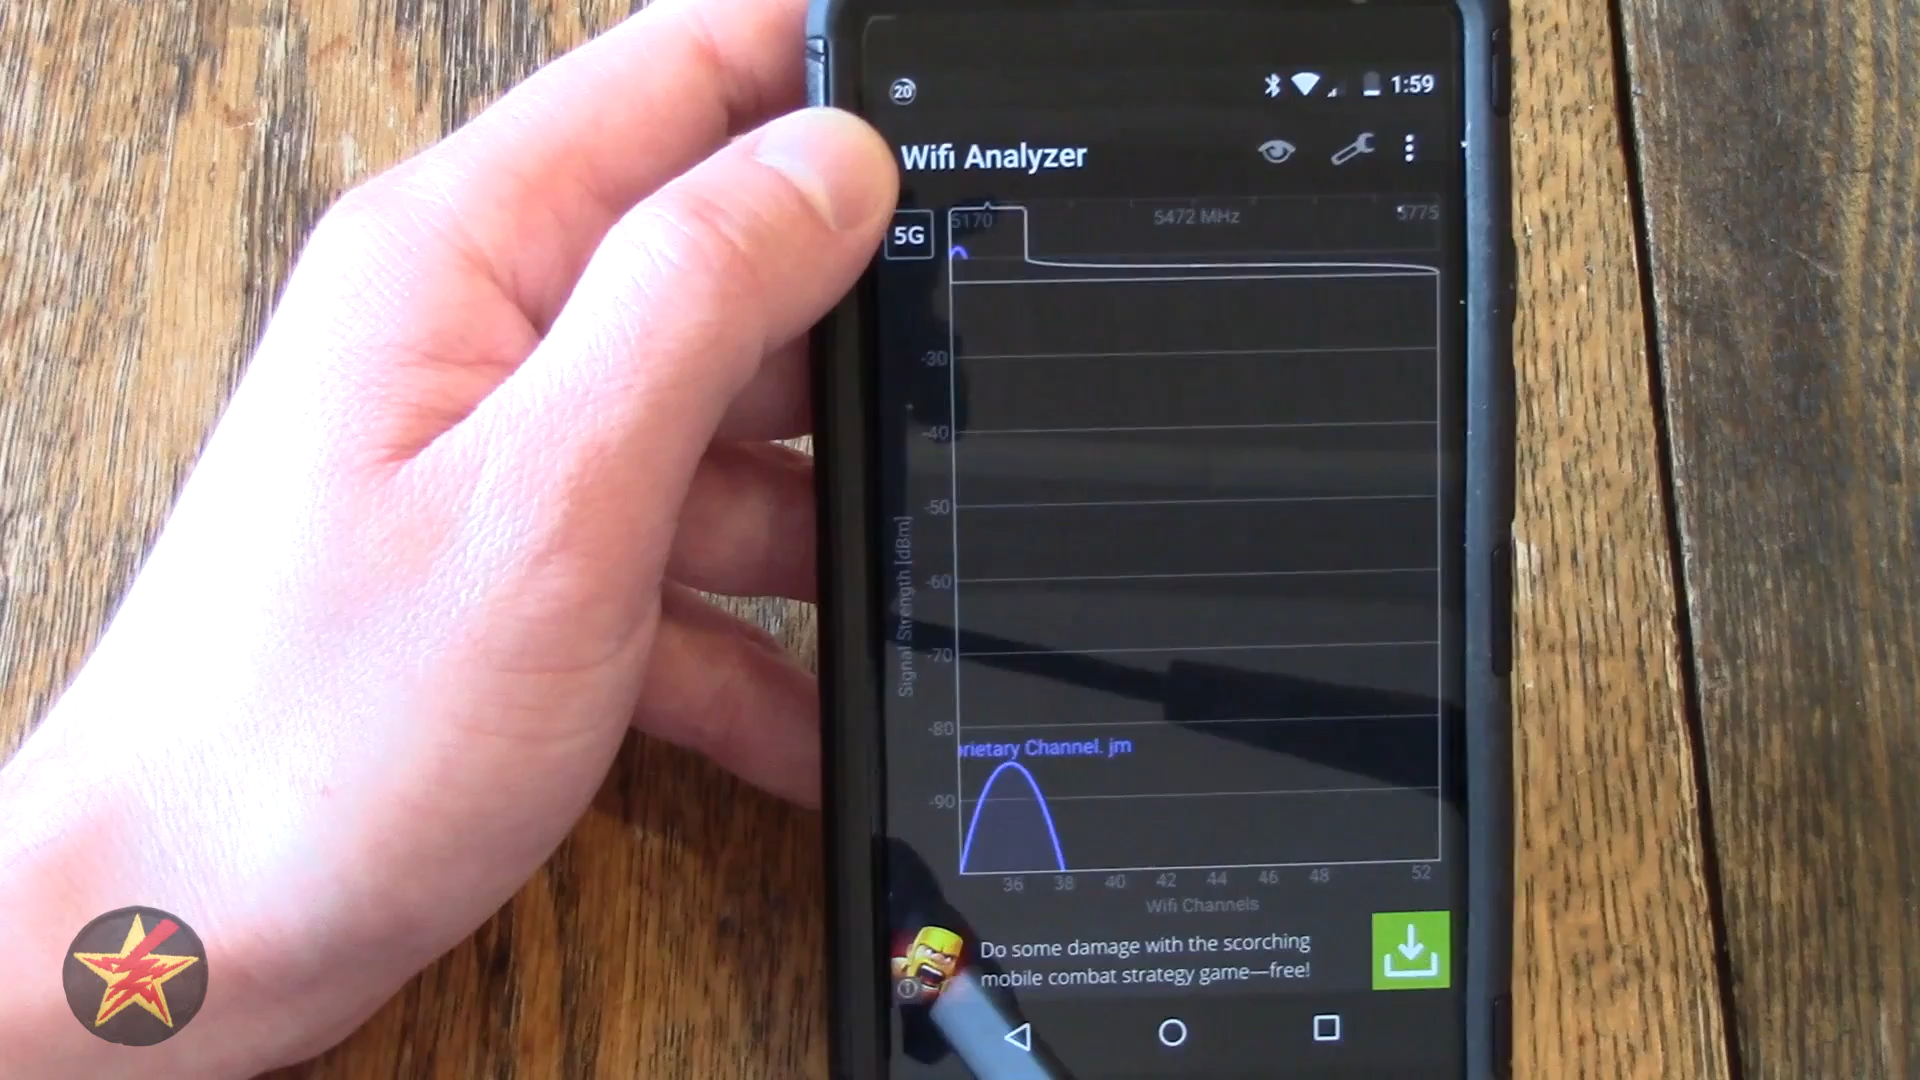 20
1:59
Wifi Analyzer
5G
5170
5472 MHz
5775
-30
-40
-50
-60
-70
-80
-90
Signal Strength [dBm]
rietary Channel. jm
36 38 40 42 44 46 48 52
Wifi Channels
Do some damage with the scorching
mobile combat strategy game—free!